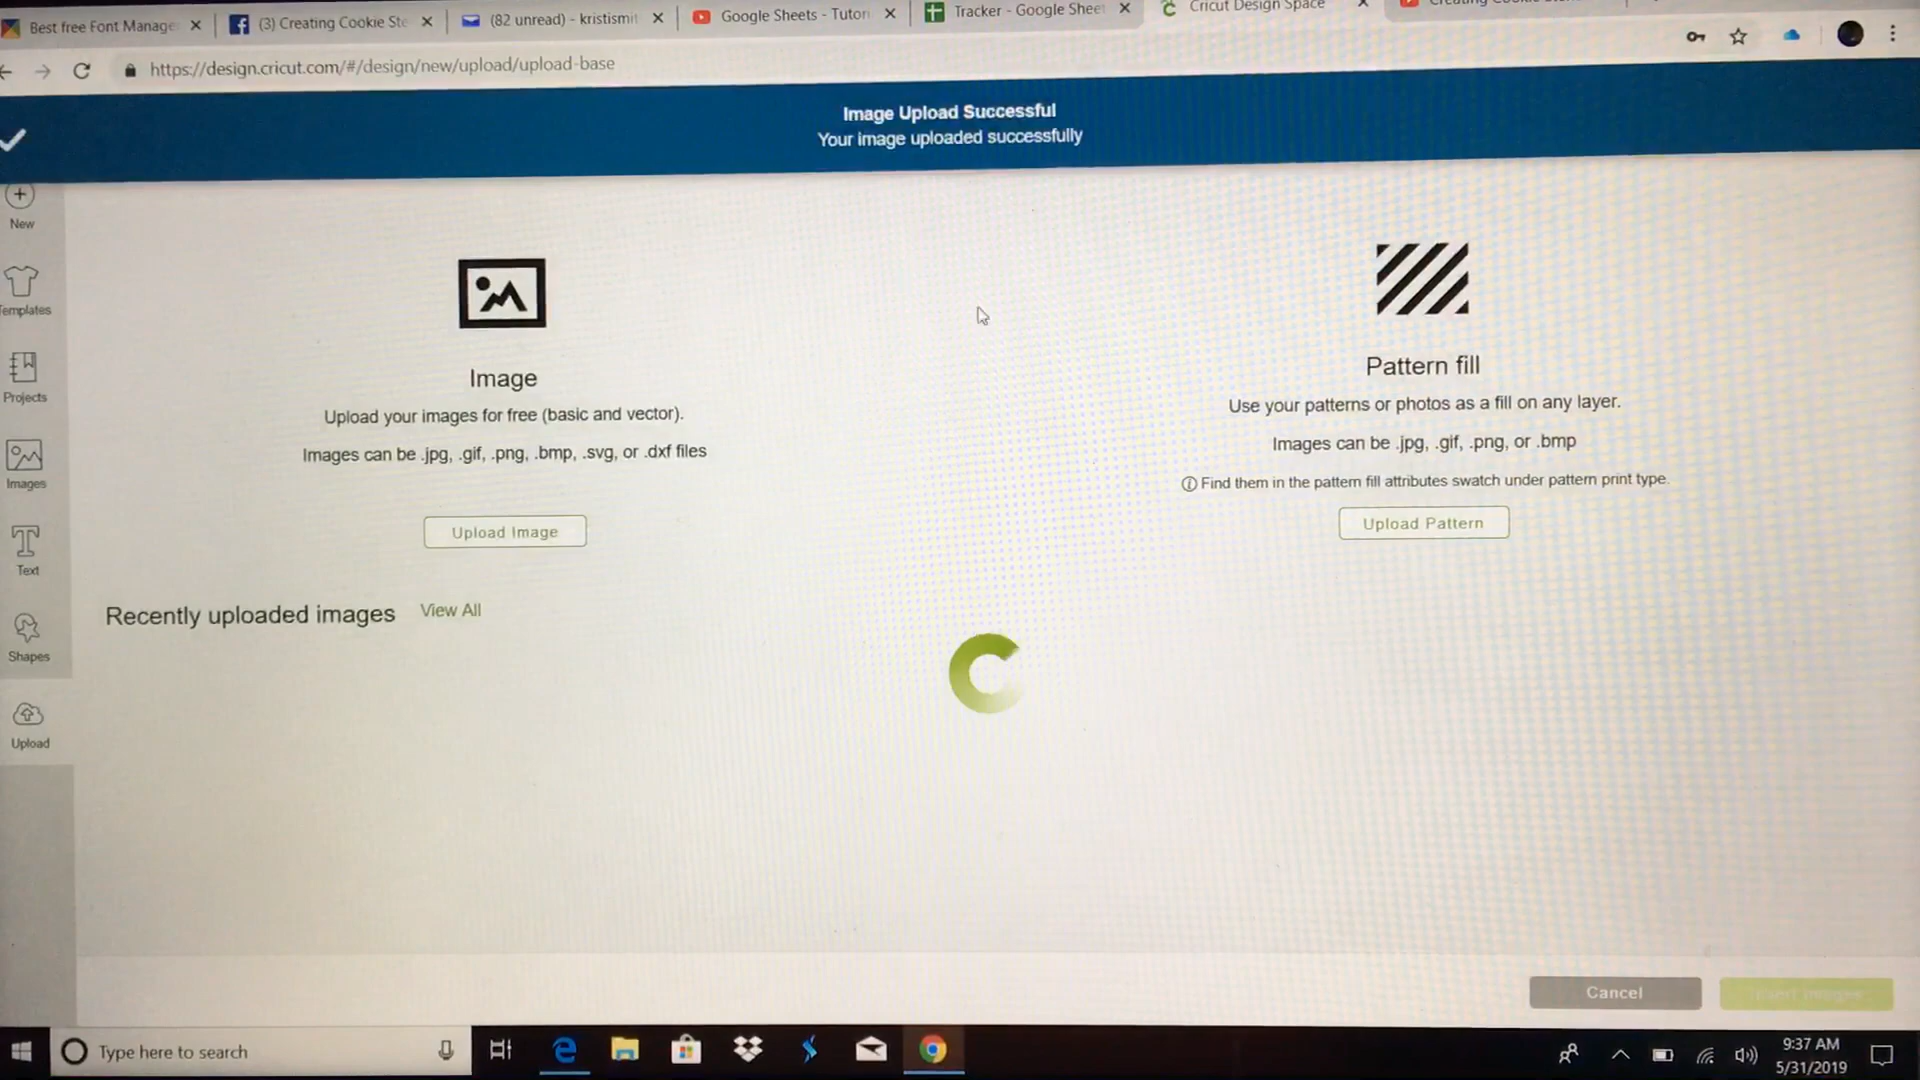 Best free Font Manage
(3) Creating Cookie Ste
(82 unread) - kristismit
Google Sheets - Tutori
Tracker - Google Sheet
Cricut Design Space
https://design.cricut.com/#/design/new/upload/upload-base
Image Upload Successful
Your image uploaded successfully
New
Templates
Projects
Images
Text
Shapes
Upload
Image
Upload your images for free (basic and vector).
Images can be .jpg, .gif, .png, .bmp, .svg, or .dxf files
Upload Image
Pattern fill
Use your patterns or photos as a fill on any layer.
Images can be .jpg, .gif, .png, or .bmp
Find them in the pattern fill attributes swatch under pattern print type.
Upload Pattern
Recently uploaded images View All
Cancel
Type here to search
9:37 AM
5/31/2019